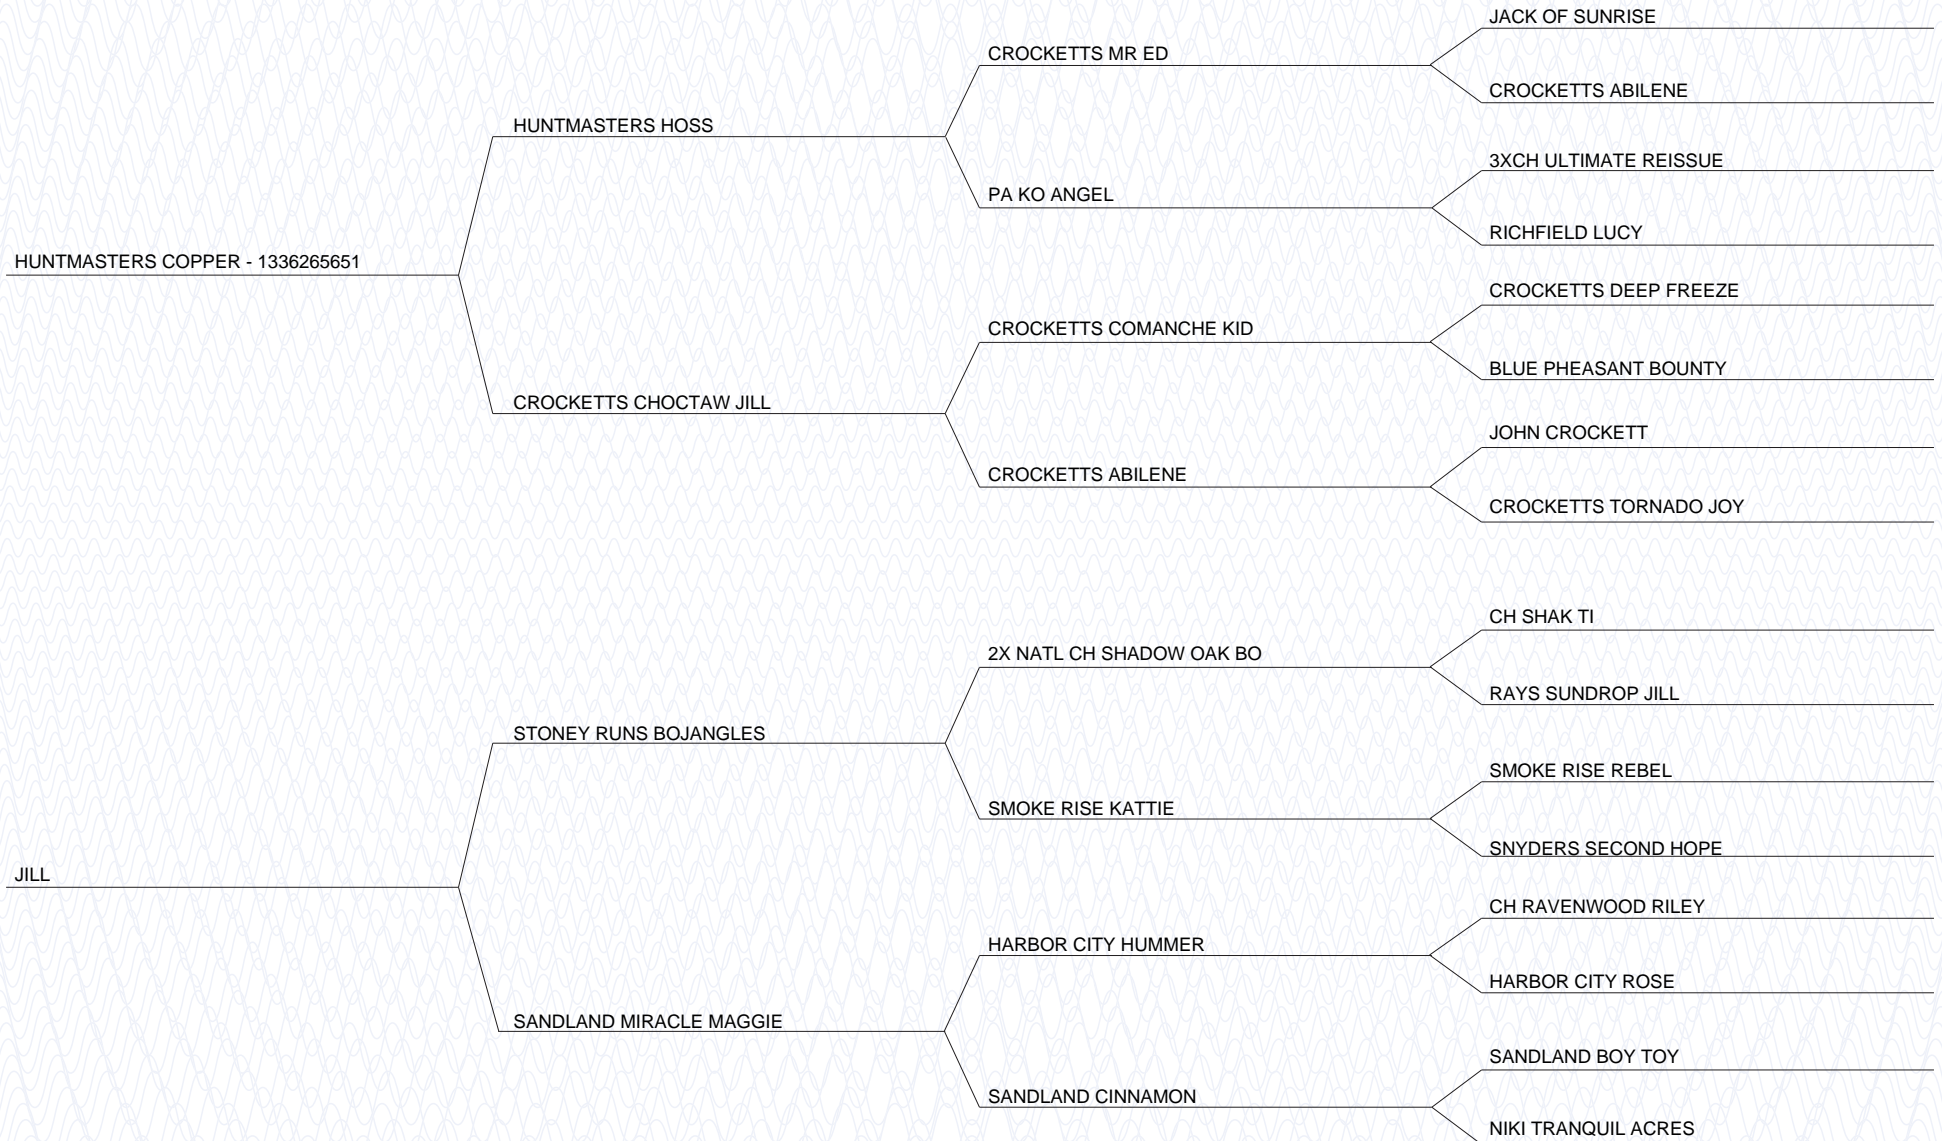 JACK OF SUNRISE
CROCKETTS MR ED
CROCKETTS ABILENE
HUNTMASTERS HOSS
3XCH ULTIMATE REISSUE
PA KO ANGEL
RICHFIELD LUCY
HUNTMASTERS COPPER - 1336265651
CROCKETTS DEEP FREEZE
CROCKETTS COMANCHE KID
BLUE PHEASANT BOUNTY
CROCKETTS CHOCTAW JILL
JOHN CROCKETT
CROCKETTS ABILENE
CROCKETTS TORNADO JOY
CH SHAK TI
2X NATL CH SHADOW OAK BO
RAYS SUNDROP JILL
STONEY RUNS BOJANGLES
SMOKE RISE REBEL
SMOKE RISE KATTIE
SNYDERS SECOND HOPE
JILL
CH RAVENWOOD RILEY
HARBOR CITY HUMMER
HARBOR CITY ROSE
SANDLAND MIRACLE MAGGIE
SANDLAND BOY TOY
SANDLAND CINNAMON
NIKI TRANQUIL ACRES